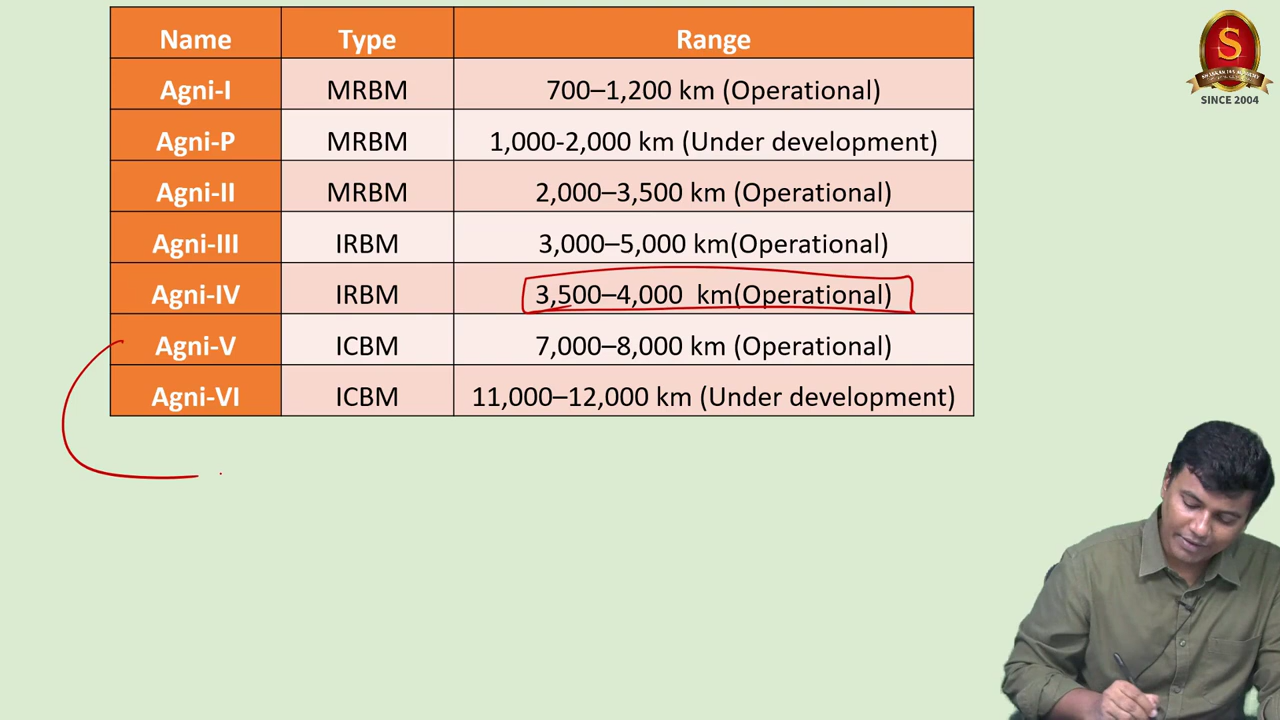 Name Type Range
Agni-I MRBM 700–1,200 km (Operational)
Agni-P MRBM 1,000-2,000 km (Under development)
Agni-II MRBM 2,000–3,500 km (Operational)
Agni-III IRBM 3,000–5,000 km(Operational)
Agni-IV IRBM 3,500–4,000 km(Operational)
Agni-V ICBM 7,000–8,000 km (Operational)
Agni-VI ICBM 11,000–12,000 km (Under development)
S
SINCE 2004